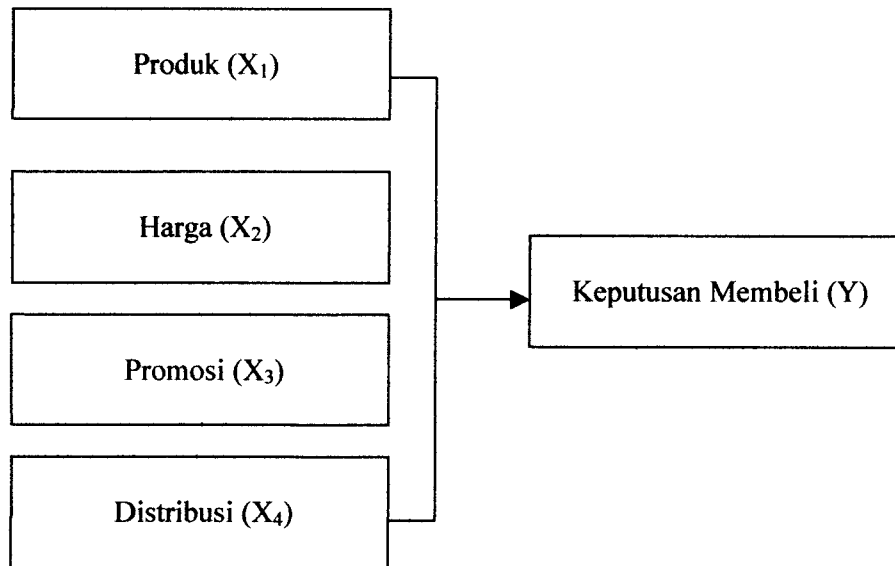 Produk (X₁)
Harga (X₂)
Promosi (X₃)
Distribusi (X₄)
Keputusan Membeli (Y)